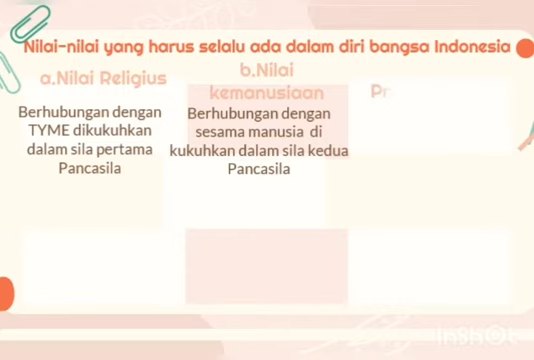 Nilai-nilai yang harus selalu ada dalam diri bangsa Indonesia
a.Nilai Religius
Berhubungan dengan
TYME dikukuhkan
dalam sila pertama
Pancasila
b.Nilai
kemanusiaan
Berhubungan dengan
sesama manusia di
kukuhkan dalam sila kedua
Pancasila
Pr
InShOt